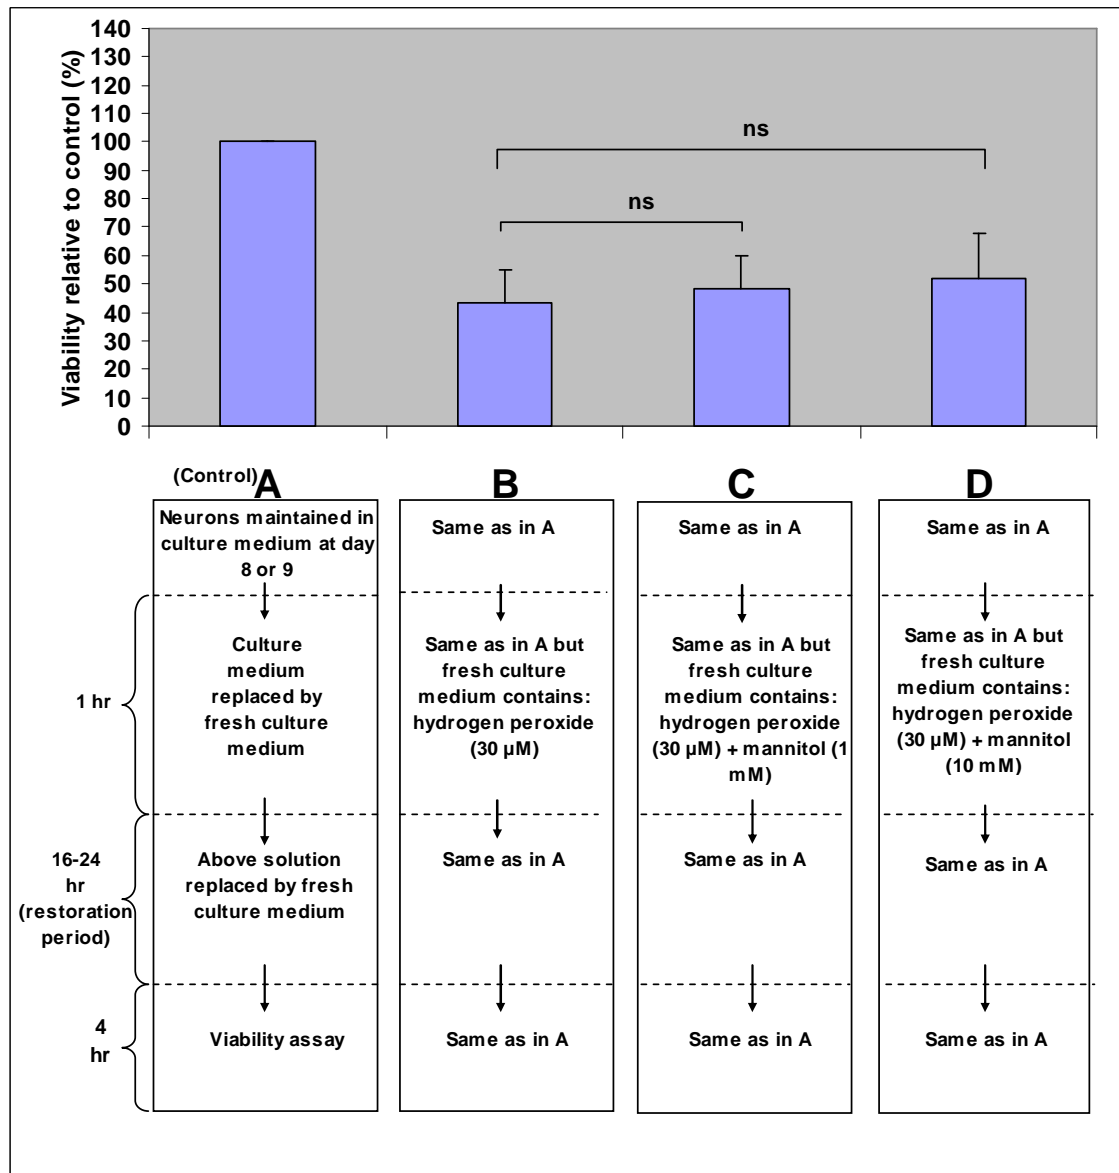 Viability relative to control (%)
140
130
120
110
100
90
80
70
60
50
40
30
20
10
0
ns
ns
(Control) A
B
C
D
Neurons maintained in
culture medium at day
8 or 9
Same as in A
Same as in A
Same as in A
1 hr
Culture
medium
replaced by
fresh culture
medium
Same as in A but
fresh culture
medium contains:
hydrogen peroxide
(30 µM)
Same as in A but
fresh culture
medium contains:
hydrogen peroxide
(30 µM) + mannitol (1
mM)
Same as in A but
fresh culture
medium contains:
hydrogen peroxide
(30 µM) + mannitol
(10 mM)
16-24
hr
(restoration
period)
Above solution
replaced by fresh
culture medium
Same as in A
Same as in A
Same as in A
4
hr
Viability assay
Same as in A
Same as in A
Same as in A